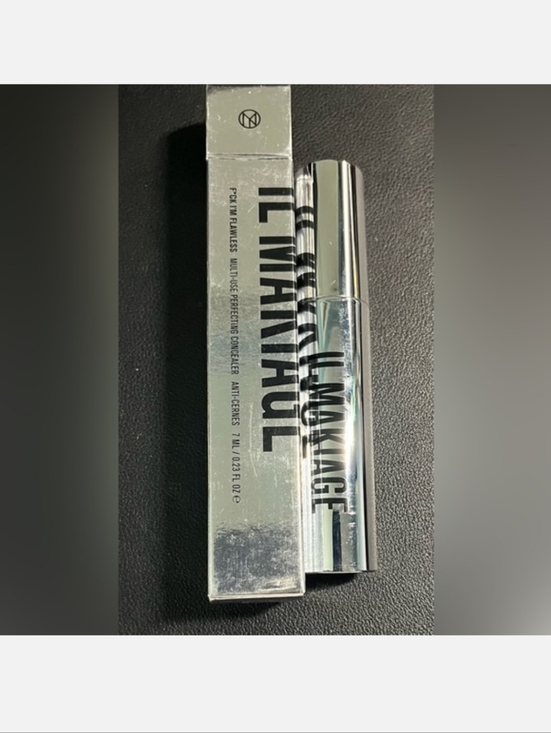 IL MAKIAGE
F*CK I'M FLAWLESS MULTI-USE PERFECTING CONCEALER ANTI-CERNES 7 ML / 0.23 FL OZ ℮
IL MAKIAGE